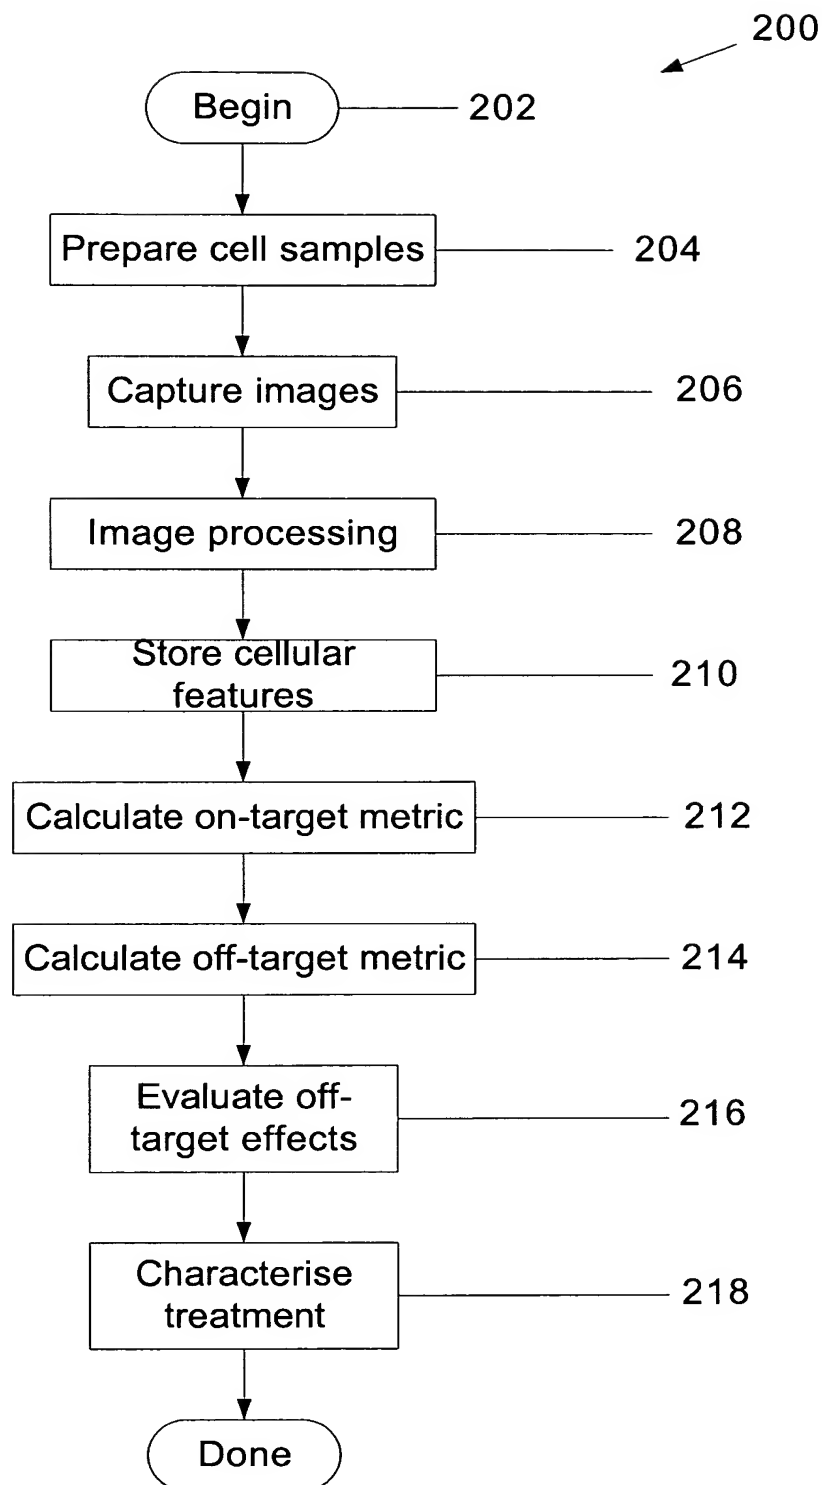 200
Begin
202
Prepare cell samples
204
Capture images
206
Image processing
208
Store cellular
features
210
Calculate on-target metric
212
Calculate off-target metric
214
Evaluate off-
target effects
216
Characterise
treatment
218
Done